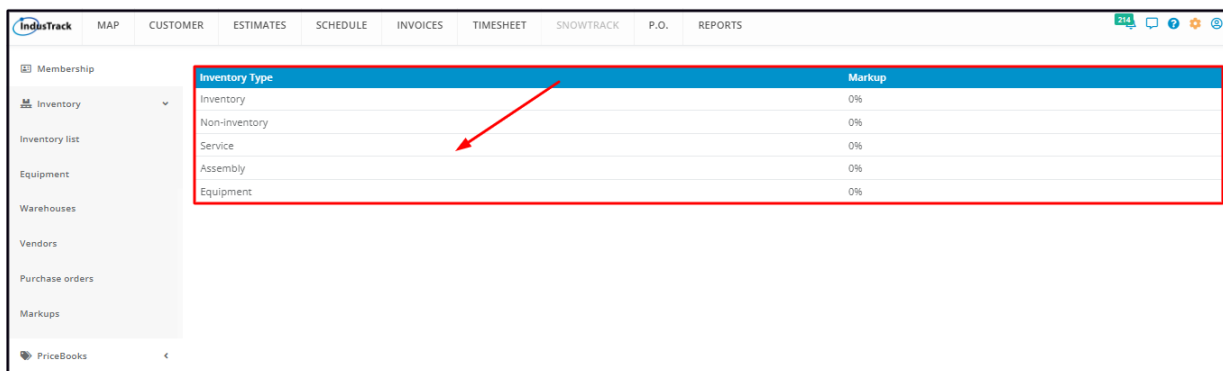 IndusTrack MAP CUSTOMER ESTIMATES SCHEDULE INVOICES TIMESHEET SNOWTRACK P.O. REPORTS 214
Membership
Inventory
Inventory list
Equipment
Warehouses
Vendors
Purchase orders
Markups
PriceBooks
Inventory Type Markup
Inventory 0%
Non-inventory 0%
Service 0%
Assembly 0%
Equipment 0%